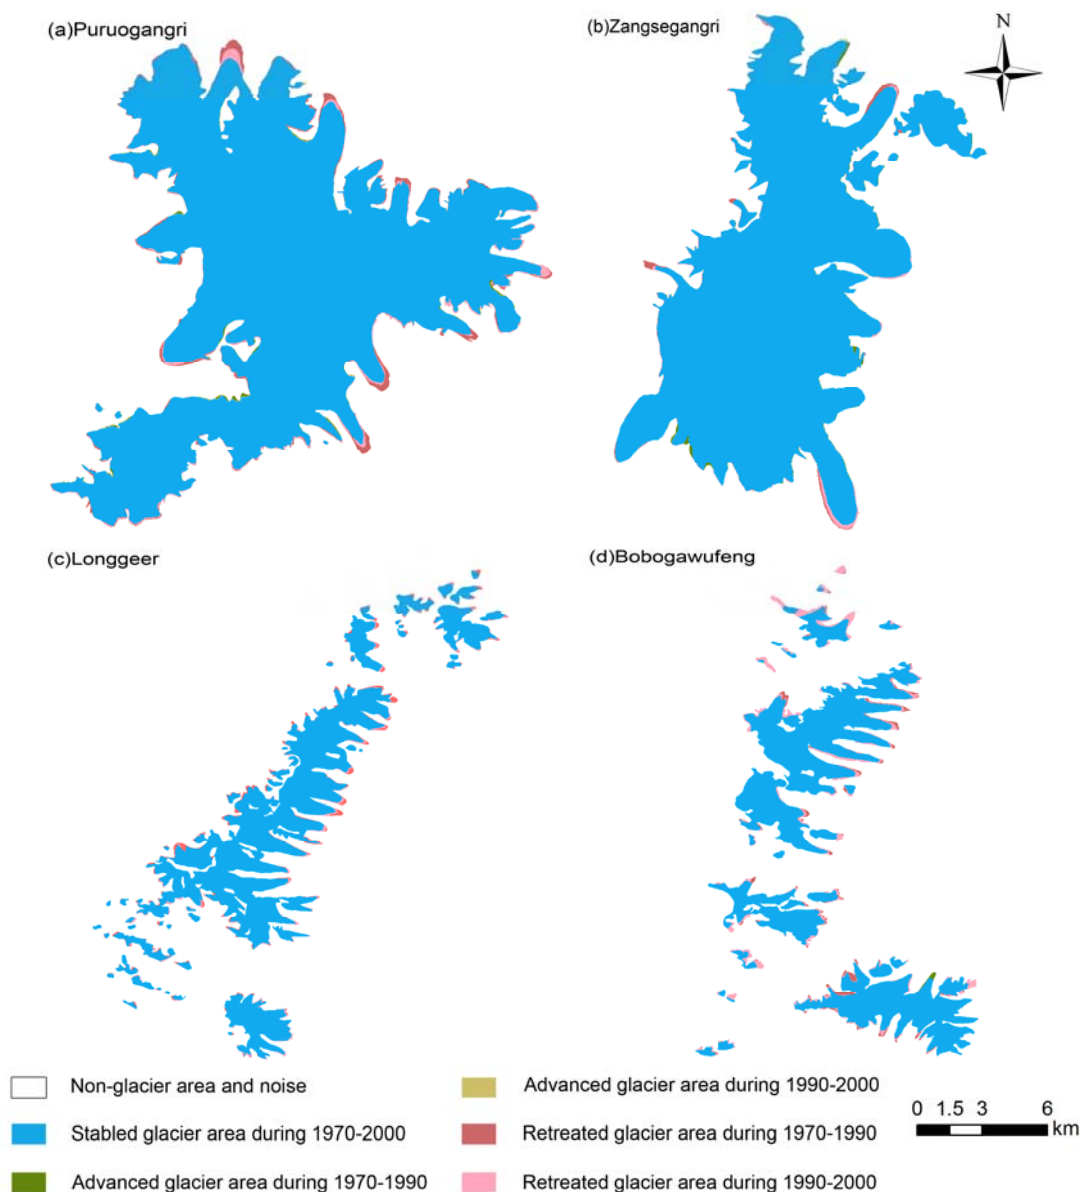 (a)Puruogangri
(b)Zangsegangri
N
(c)Longgeer
(d)Bobogawufeng
Non-glacier area and noise
Advanced glacier area during 1990-2000
Stabled glacier area during 1970-2000
Retreated glacier area during 1970-1990
Advanced glacier area during 1970-1990
Retreated glacier area during 1990-2000
0 1.5 3 6
km